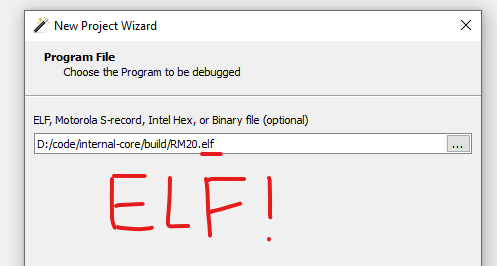 New Project Wizard
Program File
Choose the Program to be debugged
ELF, Motorola S-record, Intel Hex, or Binary file (optional)
D:/code/internal-core/build/RM20.elf
...
ELF!